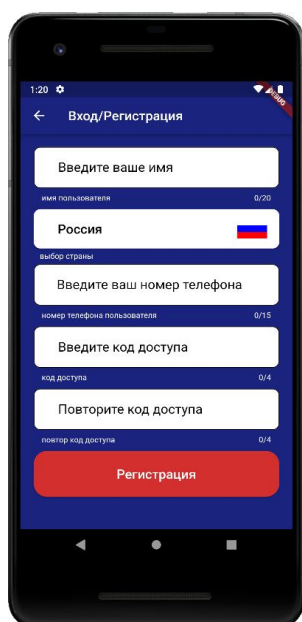 1:20
DEBUG
Вход/Регистрация
Введите ваше имя
имя пользователя 0/20
Россия
выбор страны
Введите ваш номер телефона
номер телефона пользователя 0/15
Введите код доступа
код доступа 0/4
Повторите код доступа
повтор код доступа 0/4
Регистрация